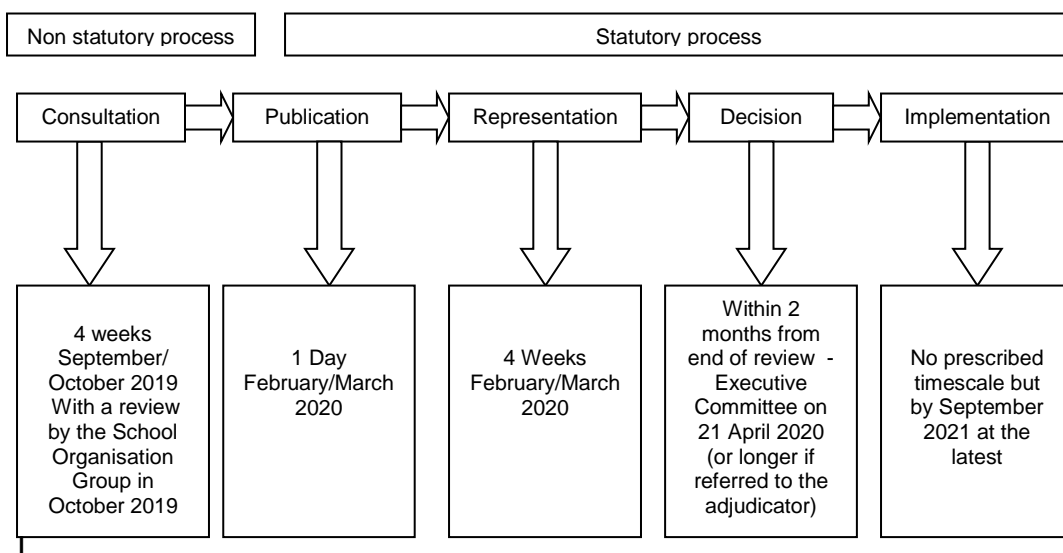 Non statutory process
Statutory process
Consultation
Publication
Representation
Decision
Implementation
4 weeks
September/
October 2019
With a review
by the School
Organisation
Group in
October 2019
1 Day
February/March
2020
4 Weeks
February/March
2020
Within 2
months from
end of review -
Executive
Committee on
21 April 2020
(or longer if
referred to the
adjudicator)
No prescribed
timescale but
by September
2021 at the
latest